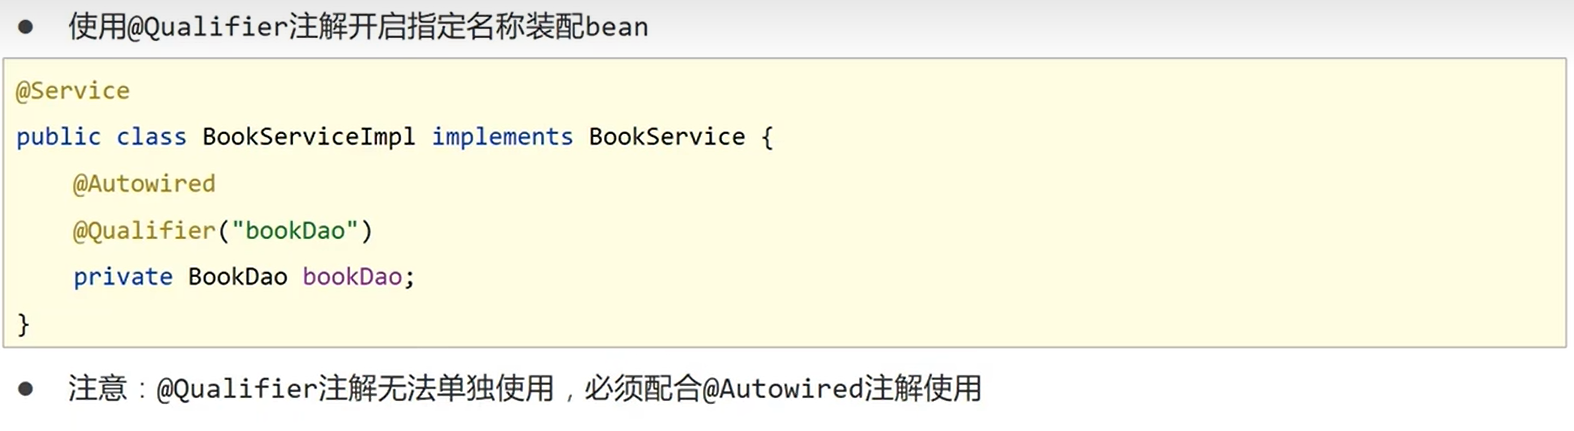 ● 使用@Qualifier注解开启指定名称装配bean
@Service
public class BookServiceImpl implements BookService {
    @Autowired
    @Qualifier("bookDao")
    private BookDao bookDao;
}
● 注意：@Qualifier注解无法单独使用，必须配合@Autowired注解使用